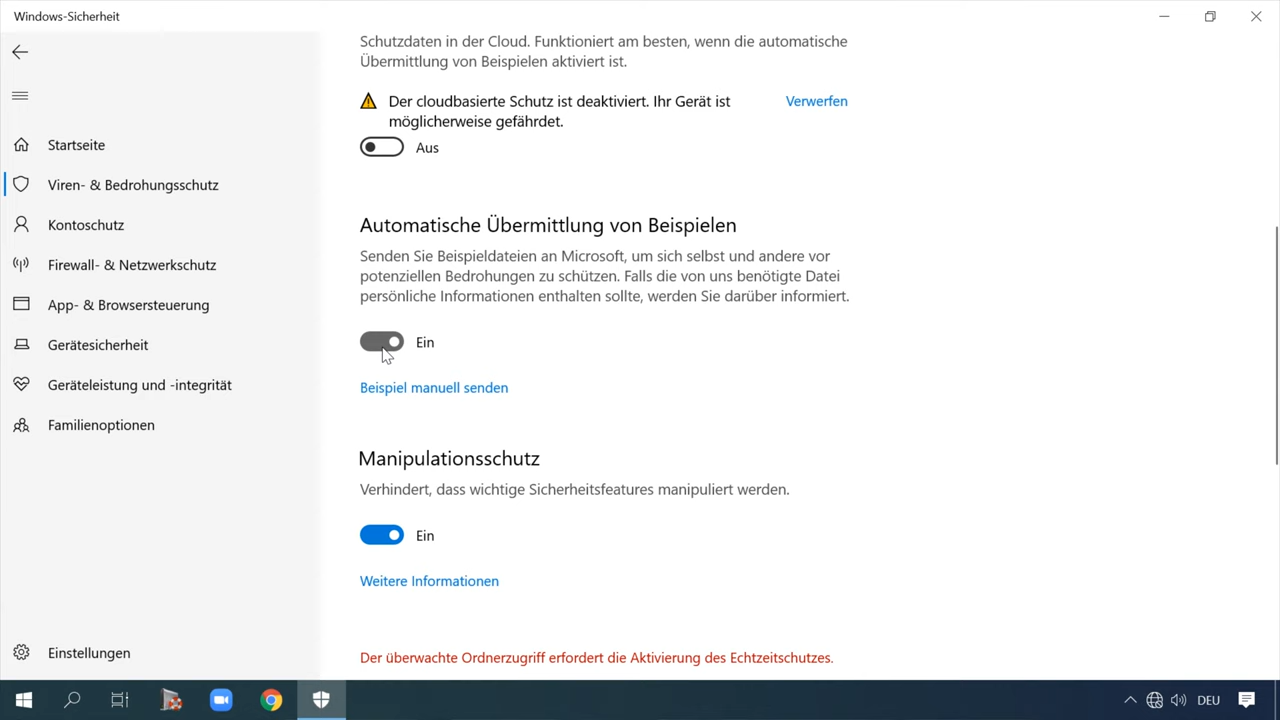 Windows-Sicherheit
Schutzdaten in der Cloud. Funktioniert am besten, wenn die automatische
Übermittlung von Beispielen aktiviert ist.
Der cloudbasierte Schutz ist deaktiviert. Ihr Gerät ist
möglicherweise gefährdet.
Verwerfen
Aus
Startseite
Viren- & Bedrohungsschutz
Kontoschutz
Firewall- & Netzwerkschutz
App- & Browsersteuerung
Gerätesicherheit
Geräteleistung und -integrität
Familienoptionen
Automatische Übermittlung von Beispielen
Senden Sie Beispieldateien an Microsoft, um sich selbst und andere vor
potenziellen Bedrohungen zu schützen. Falls die von uns benötigte Datei
persönliche Informationen enthalten sollte, werden Sie darüber informiert.
Ein
Beispiel manuell senden
Manipulationsschutz
Verhindert, dass wichtige Sicherheitsfeatures manipuliert werden.
Ein
Weitere Informationen
Der überwachte Ordnerzugriff erfordert die Aktivierung des Echtzeitschutzes.
Einstellungen
DEU